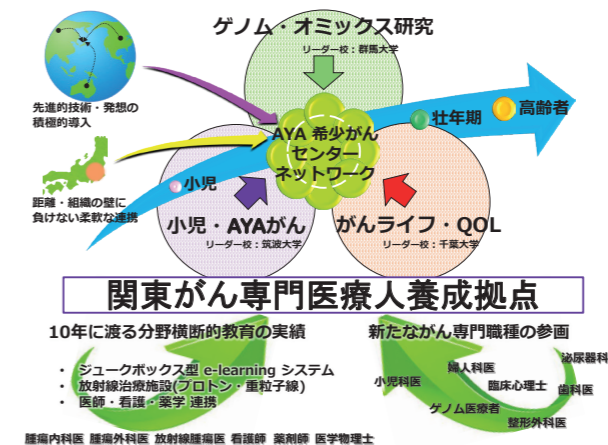 ゲノム・オミックス研究
リーダー校：群馬大学
先進的技術・発想の
積極的導入
AYA 希少がん
センター
ネットワーク
壮年期
高齢者
小児
距離・組織の壁に
負けない柔軟な連携
小児・AYAがん
リーダー校：筑波大学
がんライフ・QOL
リーダー校：千葉大学
関東がん専門医療人養成拠点
10年に渡る分野横断的教育の実績
・ ジュークボックス型 e-learning システム
・ 放射線治療施設(プロトン・重粒子線)
・ 医師・看護・薬学 連携
腫瘍内科医 腫瘍外科医 放射線腫瘍医 看護師 薬剤師 医学物理士
新たながん専門職種の参画
泌尿器科
婦人科医
小児科医
臨床心理士
歯科医
ゲノム医療者
整形外科医